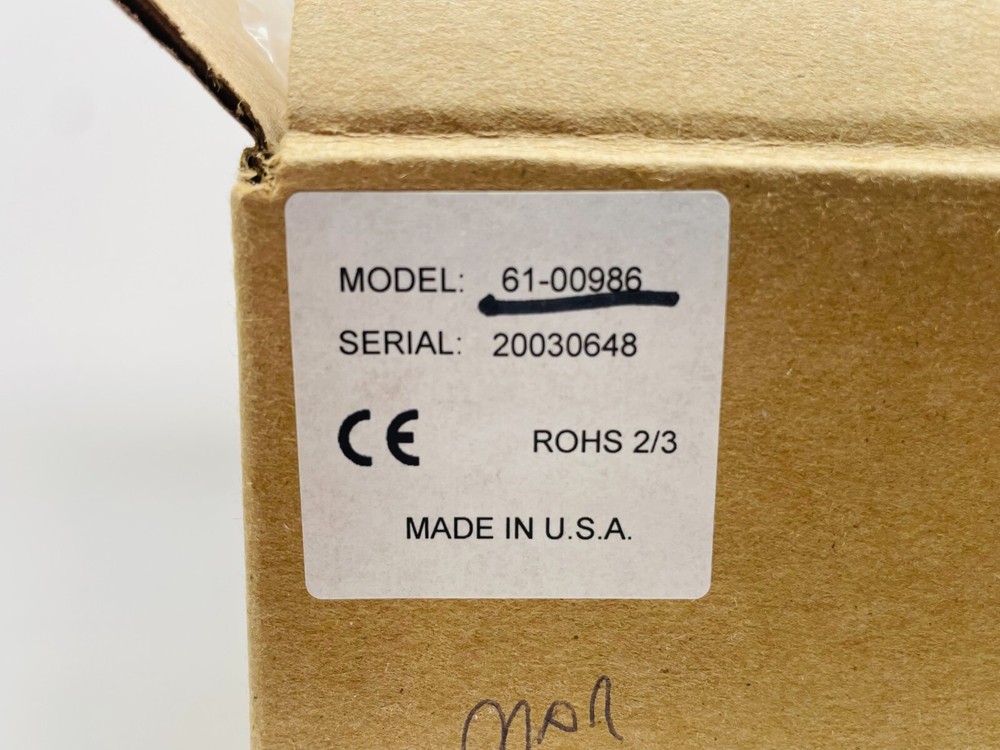 MODEL: 61-00986
SERIAL: 20030648
CE ROHS 2/3
MADE IN U.S.A.